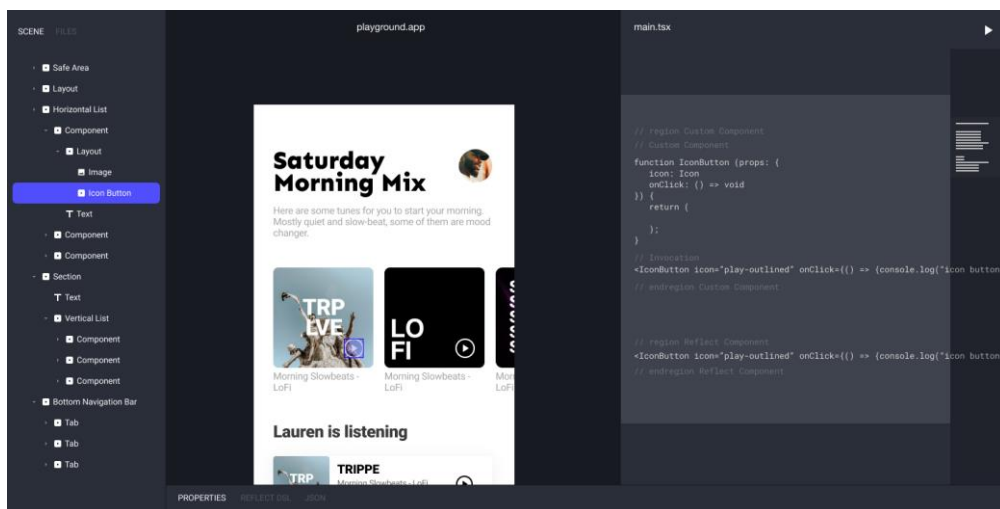 SCENE FILES
Safe Area
Layout
Horizontal List
Component
Layout
Image
Icon Button
Text
Component
Component
Section
Text
Vertical List
Component
Component
Component
Bottom Navigation Bar
Tab
Tab
Tab
playground.app
Saturday
Morning Mix
Here are some tunes for you to start your morning.
Mostly quiet and slow-beat, some of them are mood
changer.
TRP
LVE
LO
FI
Morning Slowbeats -
LoFi
Morning Slowbeats -
LoFi
Morn
LoFi
Lauren is listening
TRP
TRIPPE
Morning Slowbeats - LoFi
PROPERTIES REFLECT DSL JSON
main.tsx
// region Custom Component
// Custom Component
function IconButton (props: {
icon: Icon
onClick: () => void
}) {
return (
);
}
// Invocation
<IconButton icon="play-outlined" onClick={() => {console.log("icon button
// endregion Custom Component
// region Reflect Component
<IconButton icon="play-outlined" onClick={() => {console.log("icon button
// endregion Reflect Component